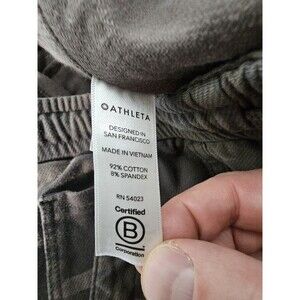 ATHLETA
DESIGNED IN
SAN FRANCISCO
MADE IN VIETNAM
92% COTTON
8% SPANDEX
RN 54023
Certified
B
Corporation